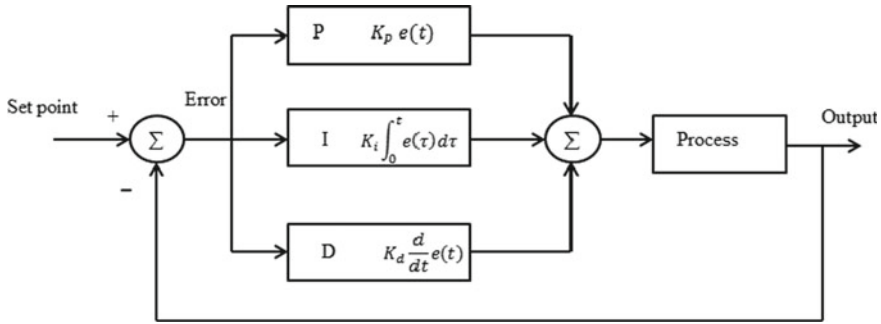 P K_p e(t)
Set point
+
Σ
Error
I K_i ∫_0^t e(τ)dτ
Σ
Process
Output
−
D K_d d/dt e(t)